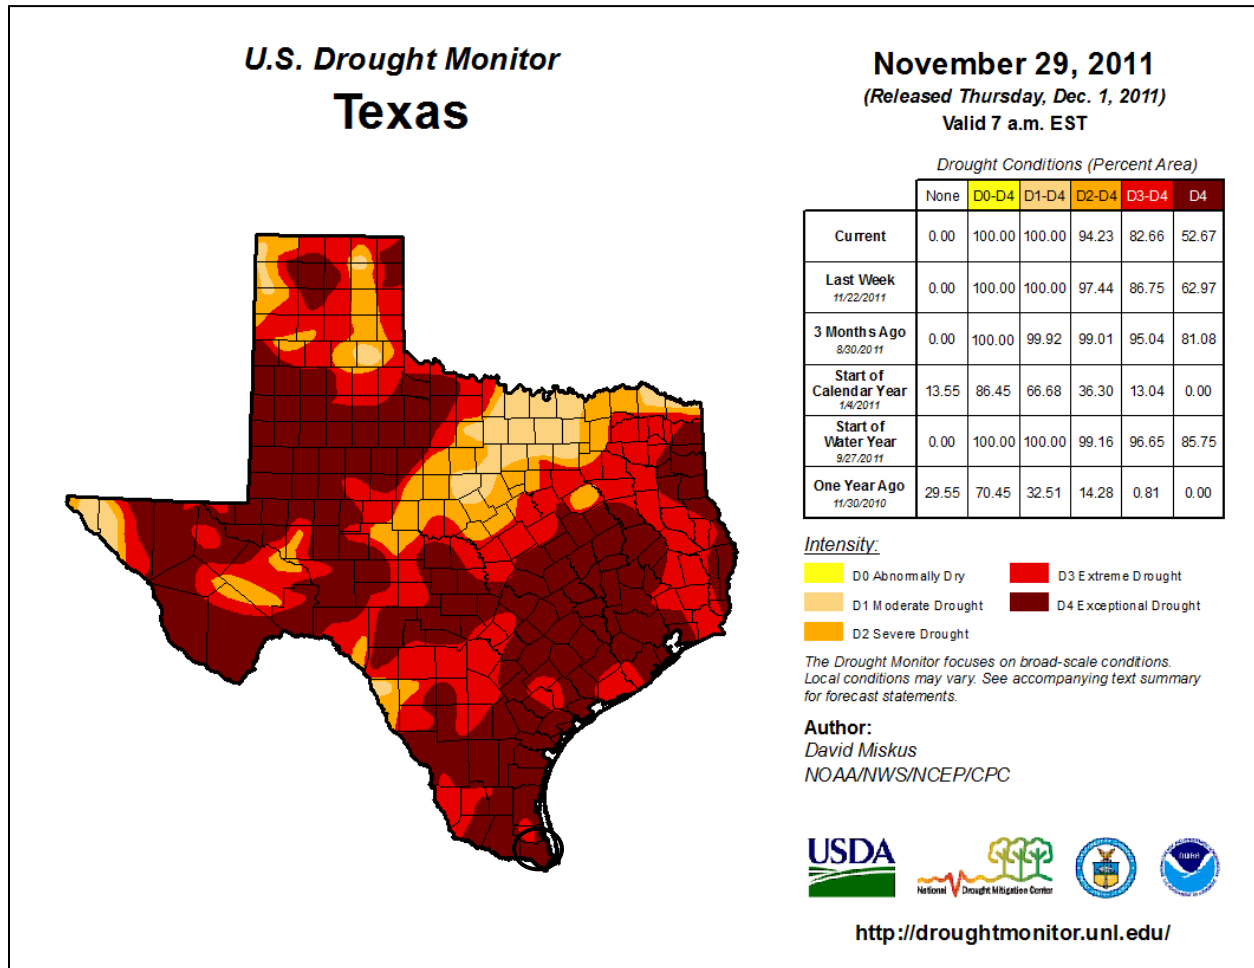 U.S. Drought Monitor
Texas
November 29, 2011
(Released Thursday, Dec. 1, 2011)
Valid 7 a.m. EST
Drought Conditions (Percent Area)
None D0-D4 D1-D4 D2-D4 D3-D4 D4
Current 0.00 100.00 100.00 94.23 82.66 52.67
Last Week
11/22/2011 0.00 100.00 100.00 97.44 86.75 62.97
3 Months Ago
8/30/2011 0.00 100.00 99.92 99.01 95.04 81.08
Start of
Calendar Year
1/4/2011 13.55 86.45 66.68 36.30 13.04 0.00
Start of
Water Year
9/27/2011 0.00 100.00 100.00 99.16 96.65 85.75
One Year Ago
11/30/2010 29.55 70.45 32.51 14.28 0.81 0.00
Intensity:
D0 Abnormally Dry
D1 Moderate Drought
D2 Severe Drought
D3 Extreme Drought
D4 Exceptional Drought
The Drought Monitor focuses on broad-scale conditions.
Local conditions may vary. See accompanying text summary
for forecast statements.
Author:
David Miskus
NOAA/NWS/NCEP/CPC
USDA
National Drought Mitigation Center
NOAA
http://droughtmonitor.unl.edu/